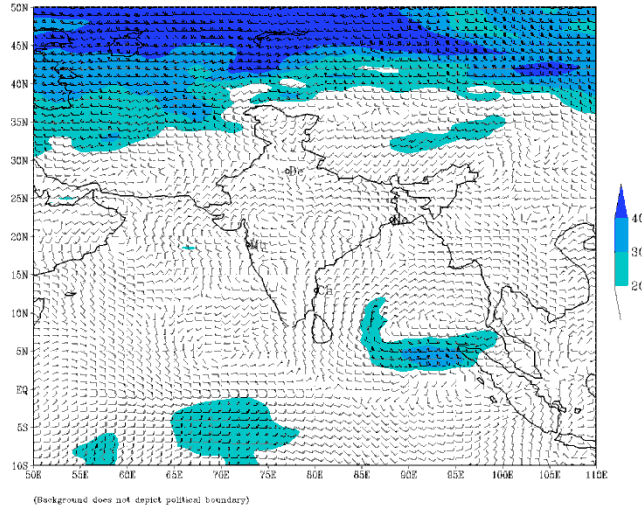 50N
45N
40N
35N
30N
25N
20N
15N
10N
5N
EQ
5S
10S
50E 55E 60E 65E 70E 75E 80E 85E 90E 95E 100E 105E 110E
40
30
20
(Background does not depict political boundary)